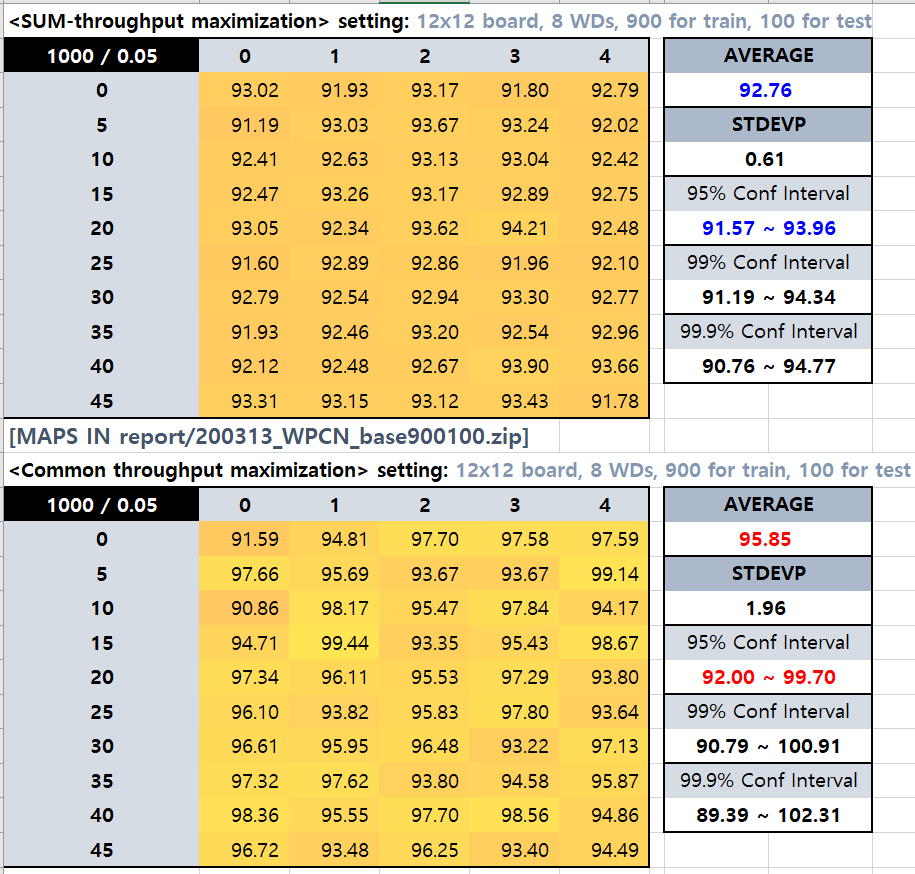 <SUM-throughput maximization> setting: 12x12 board, 8 WDs, 900 for train, 100 for test
1000 / 0.05 0 1 2 3 4 AVERAGE
0 93.02 91.93 93.17 91.80 92.79 92.76
5 91.19 93.03 93.67 93.24 92.02 STDEVP
10 92.41 92.63 93.13 93.04 92.42 0.61
15 92.47 93.26 93.17 92.89 92.75 95% Conf Interval
20 93.05 92.34 93.62 94.21 92.48 91.57 ~ 93.96
25 91.60 92.89 92.86 91.96 92.10 99% Conf Interval
30 92.79 92.54 92.94 93.30 92.77 91.19 ~ 94.34
35 91.93 92.46 93.20 92.54 92.96 99.9% Conf Interval
40 92.12 92.48 92.67 93.90 93.66 90.76 ~ 94.77
45 93.31 93.15 93.12 93.43 91.78
[MAPS IN report/200313_WPCN_base900100.zip]
<Common throughput maximization> setting: 12x12 board, 8 WDs, 900 for train, 100 for test
1000 / 0.05 0 1 2 3 4 AVERAGE
0 91.59 94.81 97.70 97.58 97.59 95.85
5 97.66 95.69 93.67 93.67 99.14 STDEVP
10 90.86 98.17 95.47 97.84 94.17 1.96
15 94.71 99.44 93.35 95.43 98.67 95% Conf Interval
20 97.34 96.11 95.53 97.29 93.80 92.00 ~ 99.70
25 96.10 93.82 95.83 97.80 93.64 99% Conf Interval
30 96.61 95.95 96.48 93.22 97.13 90.79 ~ 100.91
35 97.32 97.62 93.80 94.58 95.87 99.9% Conf Interval
40 98.36 95.55 97.70 98.56 94.86 89.39 ~ 102.31
45 96.72 93.48 96.25 93.40 94.49